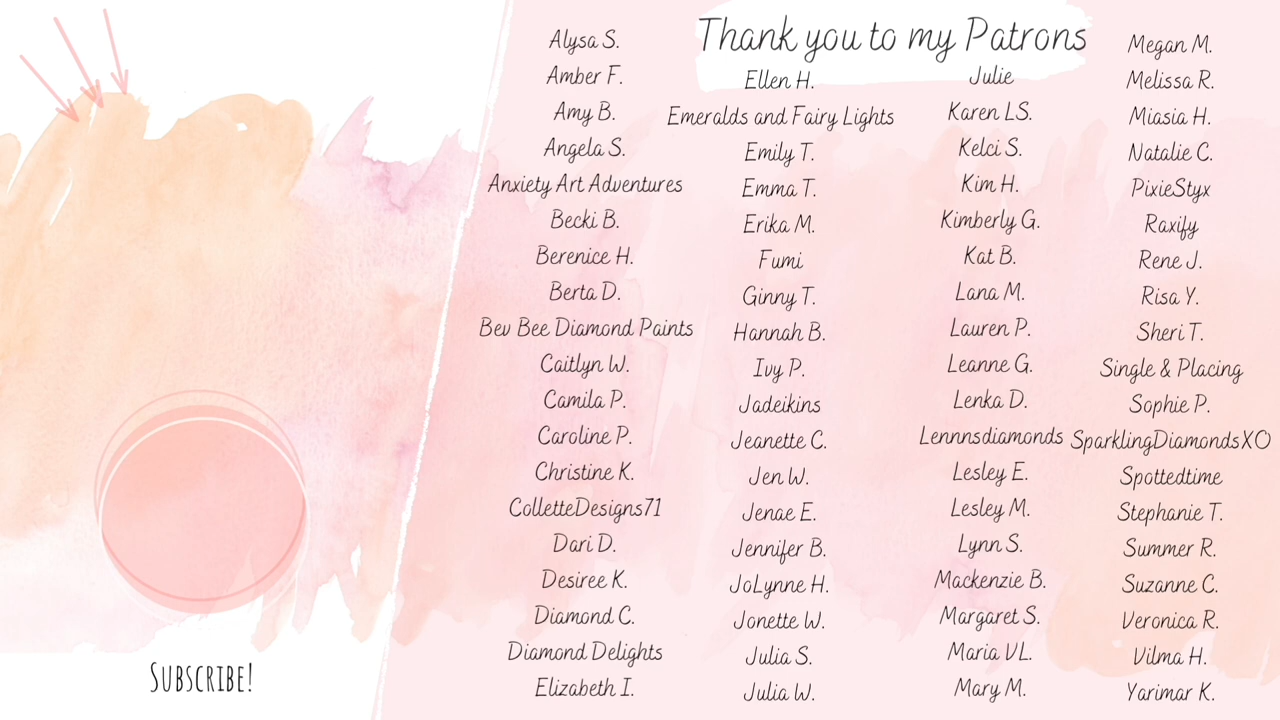 Thank you to my Patrons
Alysa S.
Amber F.
Amy B.
Angela S.
Anxiety Art Adventures
Becki B.
Berenice H.
Berta D.
Bev Bee Diamond Paints
Caitlyn W.
Camila P.
Caroline P.
Christine K.
ColletteDesigns71
Dari D.
Desiree K.
Diamond C.
Diamond Delights
Elizabeth I.
Ellen H.
Emeralds and Fairy Lights
Emily T.
Emma T.
Erika M.
Fumi
Ginny T.
Hannah B.
Ivy P.
Jadeikins
Jeanette C.
Jen W.
Jenae E.
Jennifer B.
JoLynne H.
Jonette W.
Julia S.
Julia W.
Julie
Karen LS.
Kelci S.
Kim H.
Kimberly G.
Kat B.
Lana M.
Lauren P.
Leanne G.
Lenka D.
Lennnsdiamonds
Lesley E.
Lesley M.
Lynn S.
Mackenzie B.
Margaret S.
Maria VL.
Mary M.
Megan M.
Melissa R.
Miasia H.
Natalie C.
PixieStyx
Raxify
Rene J.
Risa Y.
Sheri T.
Single & Placing
Sophie P.
SparklingDiamondsXO
Spottedtime
Stephanie T.
Summer R.
Suzanne C.
Veronica R.
Vilma H.
Yarimar K.
Subscribe!